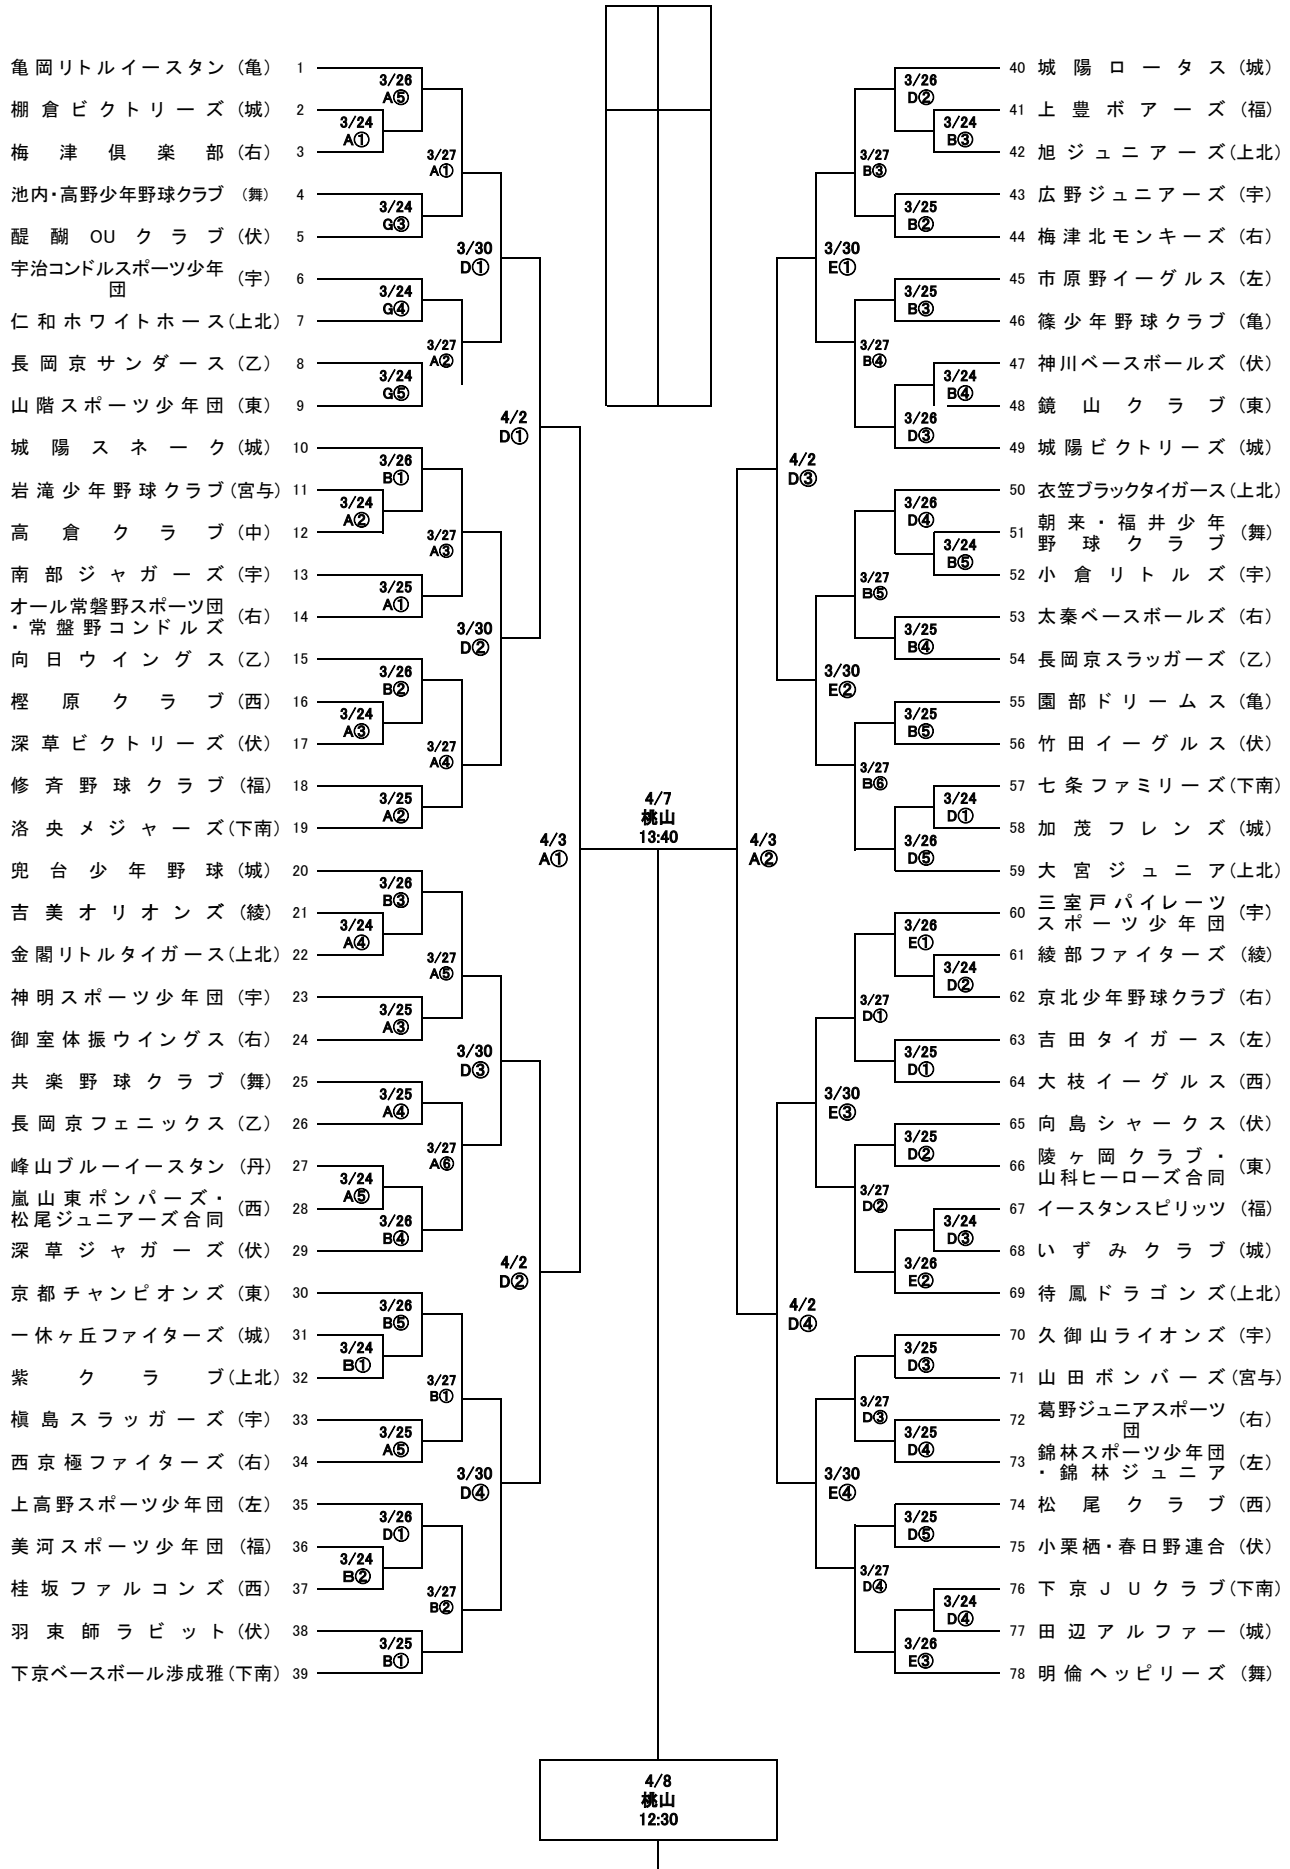 亀岡リトルイースタン (亀) 1
棚倉ビクトリーズ (城) 2
梅津倶楽部 (右) 3
池内・高野少年野球クラブ (舞) 4
醍醐OUクラブ (伏) 5
宇治コンドルスポーツ少年
団 (宇) 6
仁和ホワイトホース (上北) 7
長岡京サンダース (乙) 8
山階スポーツ少年団 (東) 9
城陽スネーク (城) 10
岩滝少年野球クラブ (宮与) 11
高倉クラブ (中) 12
南部ジャガーズ (宇) 13
オール常磐野スポーツ団
・常盤野コンドルズ (右) 14
向日ウイングス (乙) 15
樫原クラブ (西) 16
深草ビクトリーズ (伏) 17
修斉野球クラブ (福) 18
洛央メジャーズ (下南) 19
兜台少年野球 (城) 20
吉美オリオンズ (綾) 21
金閣リトルタイガース (上北) 22
神明スポーツ少年団 (宇) 23
御室体振ウイングス (右) 24
共楽野球クラブ (舞) 25
長岡京フェニックス (乙) 26
峰山ブルーイースタン (丹) 27
嵐山東ポンパーズ・
松尾ジュニアーズ合同 (西) 28
深草ジャガーズ (伏) 29
京都チャンピオンズ (東) 30
一休ヶ丘ファイターズ (城) 31
紫クラブ (上北) 32
槇島スラッガーズ (宇) 33
西京極ファイターズ (右) 34
上高野スポーツ少年団 (左) 35
美河スポーツ少年団 (福) 36
桂坂ファルコンズ (西) 37
羽束師ラビット (伏) 38
下京ベースボール渉成雅 (下南) 39
3/26
A⑤
3/24
A①
3/24
G③
3/24
G④
3/24
G⑤
3/26
B①
3/24
A②
3/25
A①
3/26
B②
3/24
A③
3/25
A②
3/26
B③
3/24
A④
3/25
A③
3/25
A④
3/24
A⑤
3/26
B④
3/26
B⑤
3/24
B①
3/25
A⑤
3/26
D①
3/24
B②
3/25
B①
3/27
A①
3/27
A②
3/27
A③
3/27
A④
3/27
A⑤
3/27
A⑥
3/27
B①
3/27
B②
3/30
D①
3/30
D②
3/30
D③
3/30
D④
4/2
D①
4/2
D②
4/3
A①
4/7
桃山
13:40
4/3
A②
4/2
D③
4/2
D④
3/30
E①
3/30
E②
3/30
E③
3/30
E④
3/27
B③
3/27
B④
3/27
B⑤
3/27
B⑥
3/27
D①
3/27
D②
3/27
D③
3/27
D④
3/26
D②
3/24
B③
3/25
B②
3/25
B③
3/24
B④
3/26
D③
3/26
D④
3/24
B⑤
3/25
B④
3/25
B⑤
3/24
D①
3/26
D⑤
3/26
E①
3/24
D②
3/25
D①
3/25
D②
3/24
D③
3/26
E②
3/25
D③
3/25
D④
3/25
D⑤
3/24
D④
3/26
E③
40 城陽ロータス (城)
41 上豊ボアーズ (福)
42 旭ジュニアーズ (上北)
43 広野ジュニアーズ (宇)
44 梅津北モンキーズ (右)
45 市原野イーグルス (左)
46 篠少年野球クラブ (亀)
47 神川ベースボールズ (伏)
48 鏡山クラブ (東)
49 城陽ビクトリーズ (城)
50 衣笠ブラックタイガース (上北)
51 朝来・福井少年
野球クラブ (舞)
52 小倉リトルズ (宇)
53 太秦ベースボールズ (右)
54 長岡京スラッガーズ (乙)
55 園部ドリームス (亀)
56 竹田イーグルス (伏)
57 七条ファミリーズ (下南)
58 加茂フレンズ (城)
59 大宮ジュニア (上北)
60 三室戸パイレーツ
スポーツ少年団 (宇)
61 綾部ファイターズ (綾)
62 京北少年野球クラブ (右)
63 吉田タイガース (左)
64 大枝イーグルス (西)
65 向島シャークス (伏)
66 陵ヶ岡クラブ・
山科ヒーローズ合同 (東)
67 イースタンスピリッツ (福)
68 いずみクラブ (城)
69 待鳳ドラゴンズ (上北)
70 久御山ライオンズ (宇)
71 山田ボンバーズ (宮与)
72 葛野ジュニアスポーツ
団 (右)
73 錦林スポーツ少年団
・錦林ジュニア (左)
74 松尾クラブ (西)
75 小栗栖・春日野連合 (伏)
76 下京JUクラブ (下南)
77 田辺アルファー (城)
78 明倫ヘッピリーズ (舞)
4/8
桃山
12:30